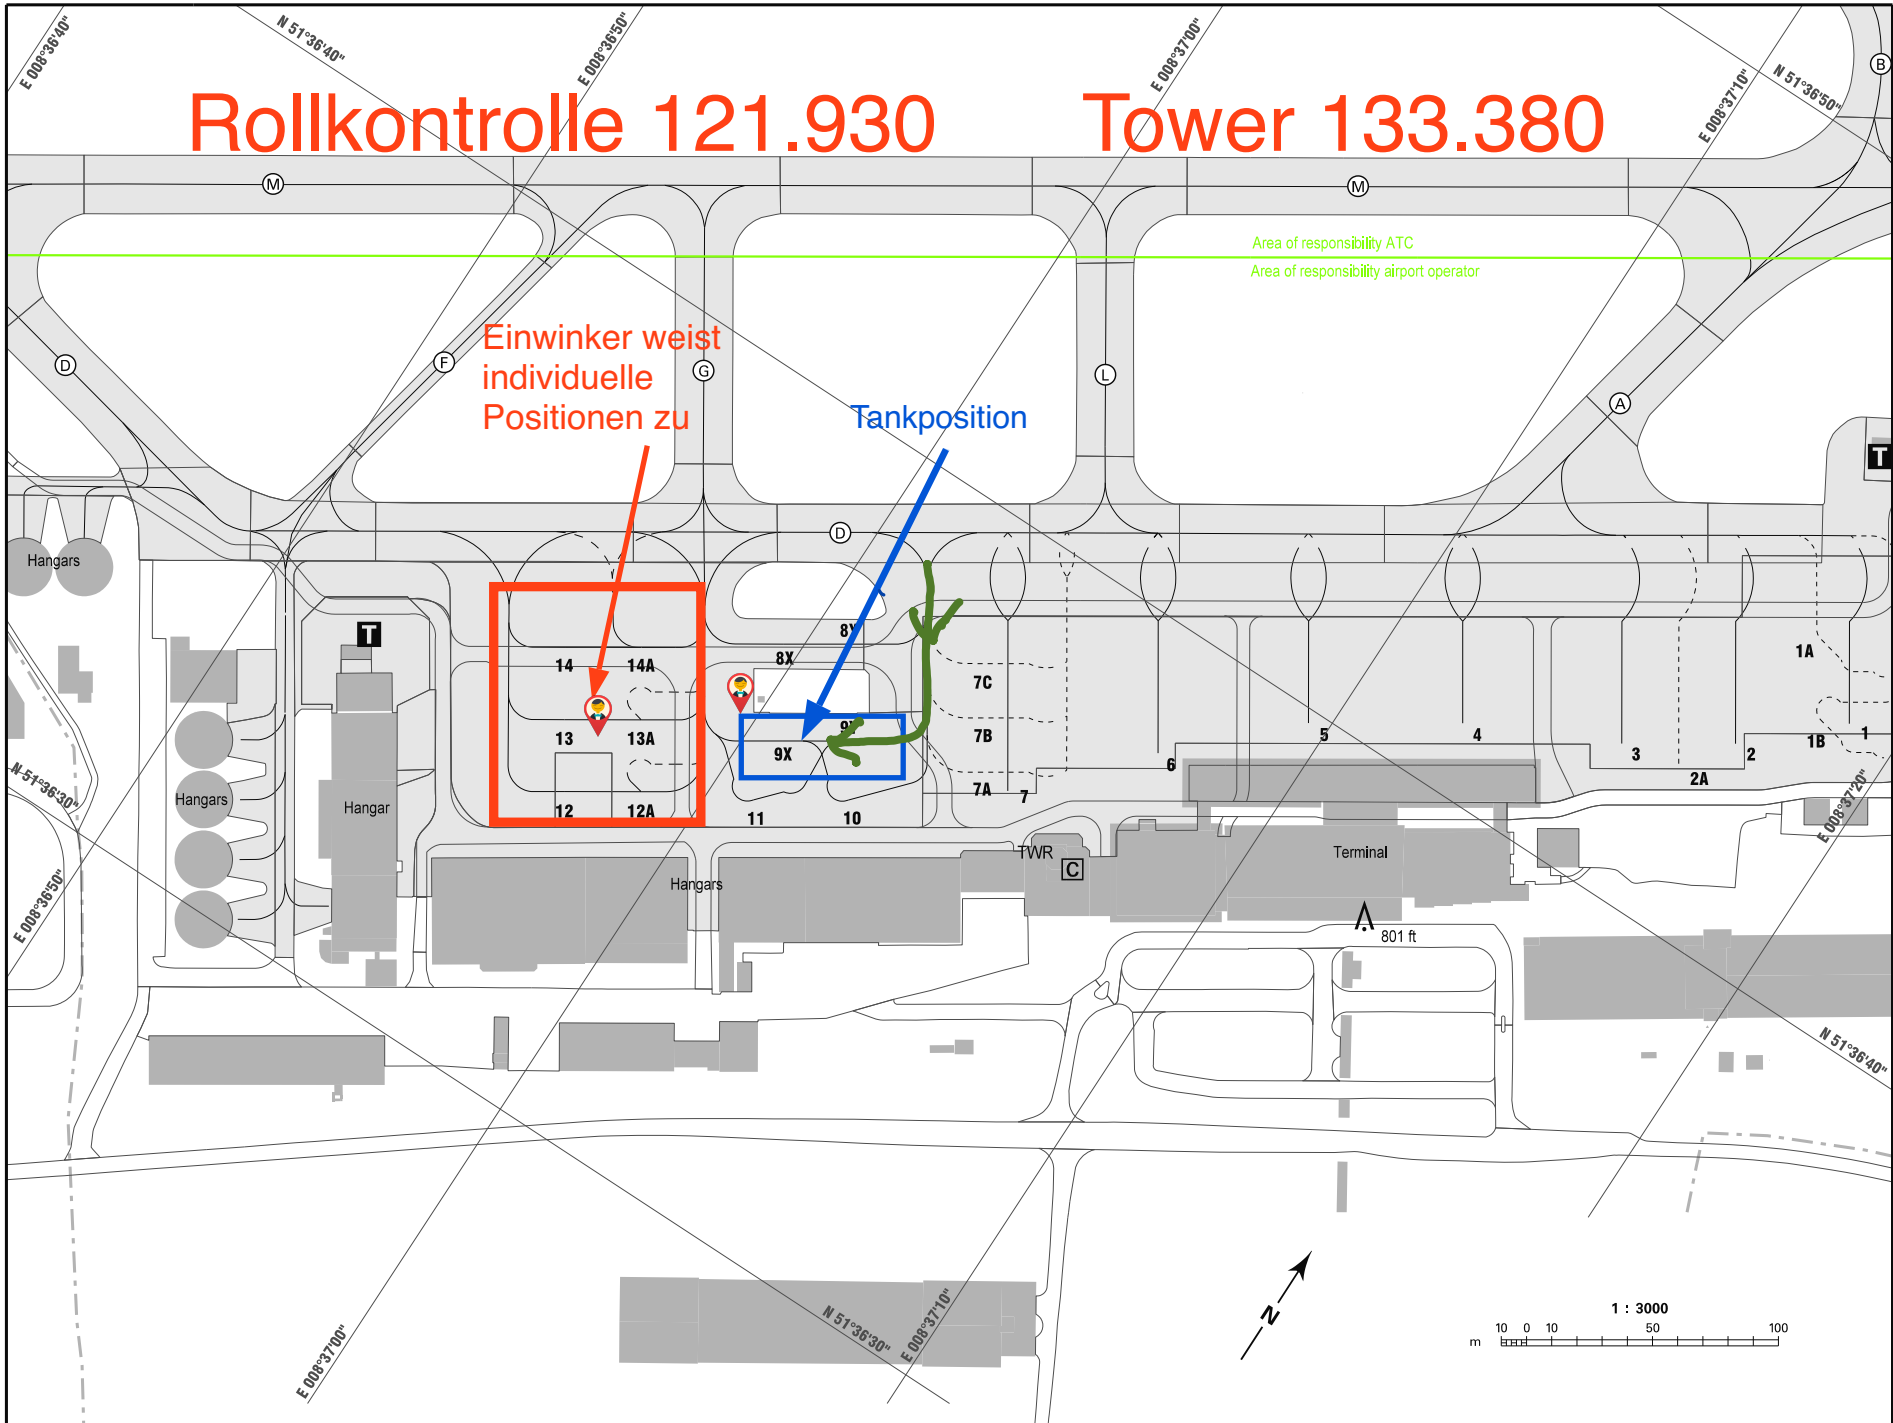 E 008°36'40"
N 51°36'40"
E 008°36'50"
E 008°37'00"
E 008°37'10"
N 51°36'50"
B
Rollkontrolle 121.930
Tower 133.380
M
M
Area of responsibility ATC
Area of responsibility airport operator
Einwinker weist
individuelle
Positionen zu
Tankposition
D
F
G
L
A
T
D
Hangars
T
8Y
8X
14
14A
7C
1A
13
13A
9Y
9X
7B
5
4
3
2
1B
1
6
2A
N 51°36'30"
Hangars
Hangar
12
12A
11
10
7A
7
E 008°37'20"
TWR
C
Terminal
Hangars
E 008°36'50"
801 ft
N 51°36'40"
N 51°36'30"
E 008°37'00"
E 008°37'10"
N
1 : 3000
m 10 0 10 50 100